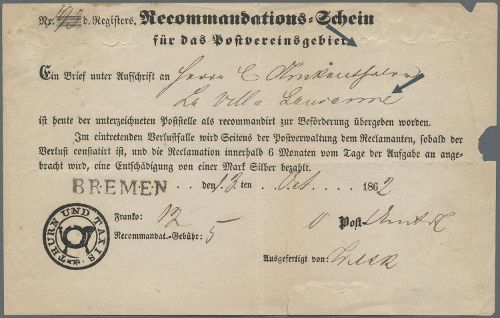 Nr. d. Registers. Recommandations=Schein
für das Postvereinsgebiet.
Ein Brief unter Aufschrift an Herrn C
La Villa Lausanne
ist heute der unterzeichneten Poststelle als recommandirt zur Beförderung übergeben worden.
Im eintretenden Verlustfalle wird Seitens der Postverwaltung dem Reclamanten, sobald der
Verlust constatirt ist, und die Reclamation innerhalb 6 Monaten vom Tage der Aufgabe an ange-
bracht wird, eine Entschädigung von einer Mark Silber bezahlt.
BREMEN . . den 13 ten . . Oct. . . . 1862
THURN UND TAXIS
Franko: 12
Recommandat.=Gebühr: 5
Post=
Ausgefertigt von: